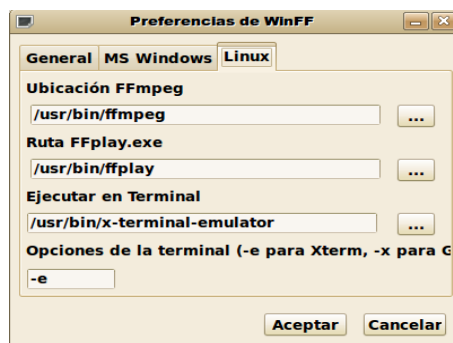 Preferencias de WinFF
General MS Windows Linux
Ubicación FFmpeg
/usr/bin/ffmpeg ...
Ruta FFplay.exe
/usr/bin/ffplay ...
Ejecutar en Terminal
/usr/bin/x-terminal-emulator ...
Opciones de la terminal (-e para Xterm, -x para G
-e
Aceptar Cancelar